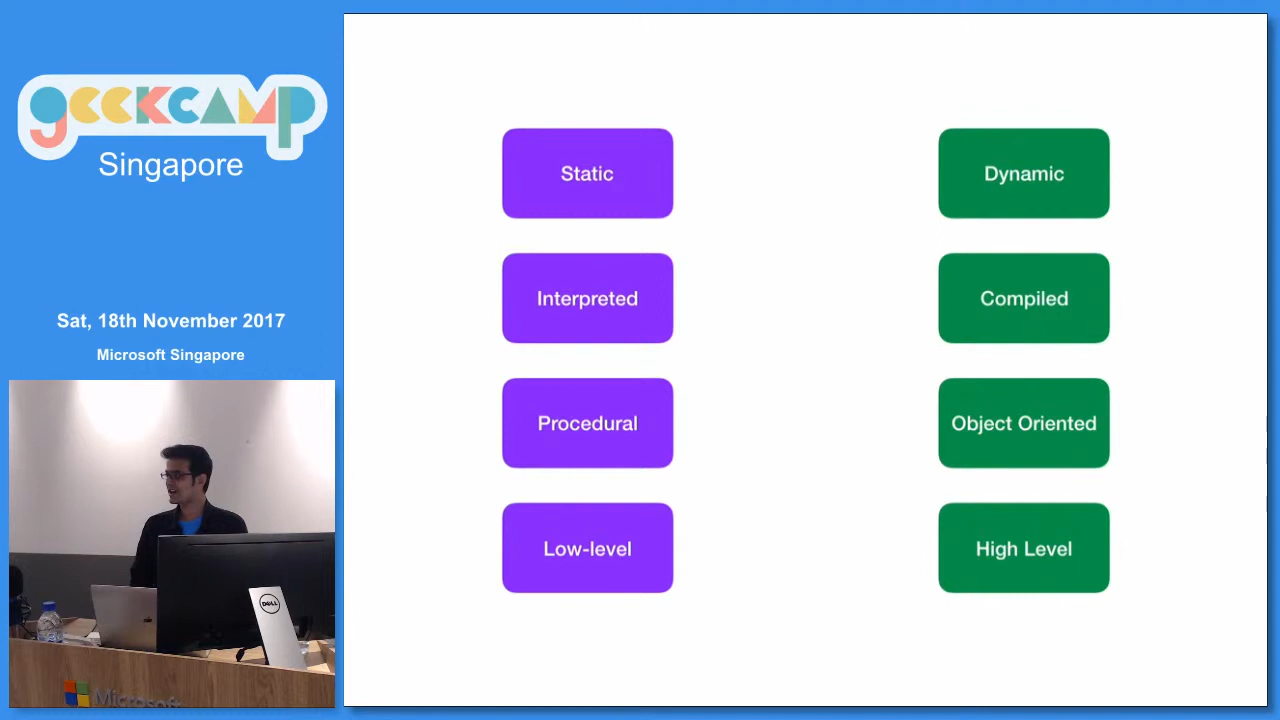 geekcamp
Singapore
Sat, 18th November 2017
Microsoft Singapore
DELL
Microsoft
Static
Dynamic
Interpreted
Compiled
Procedural
Object Oriented
Low-level
High Level